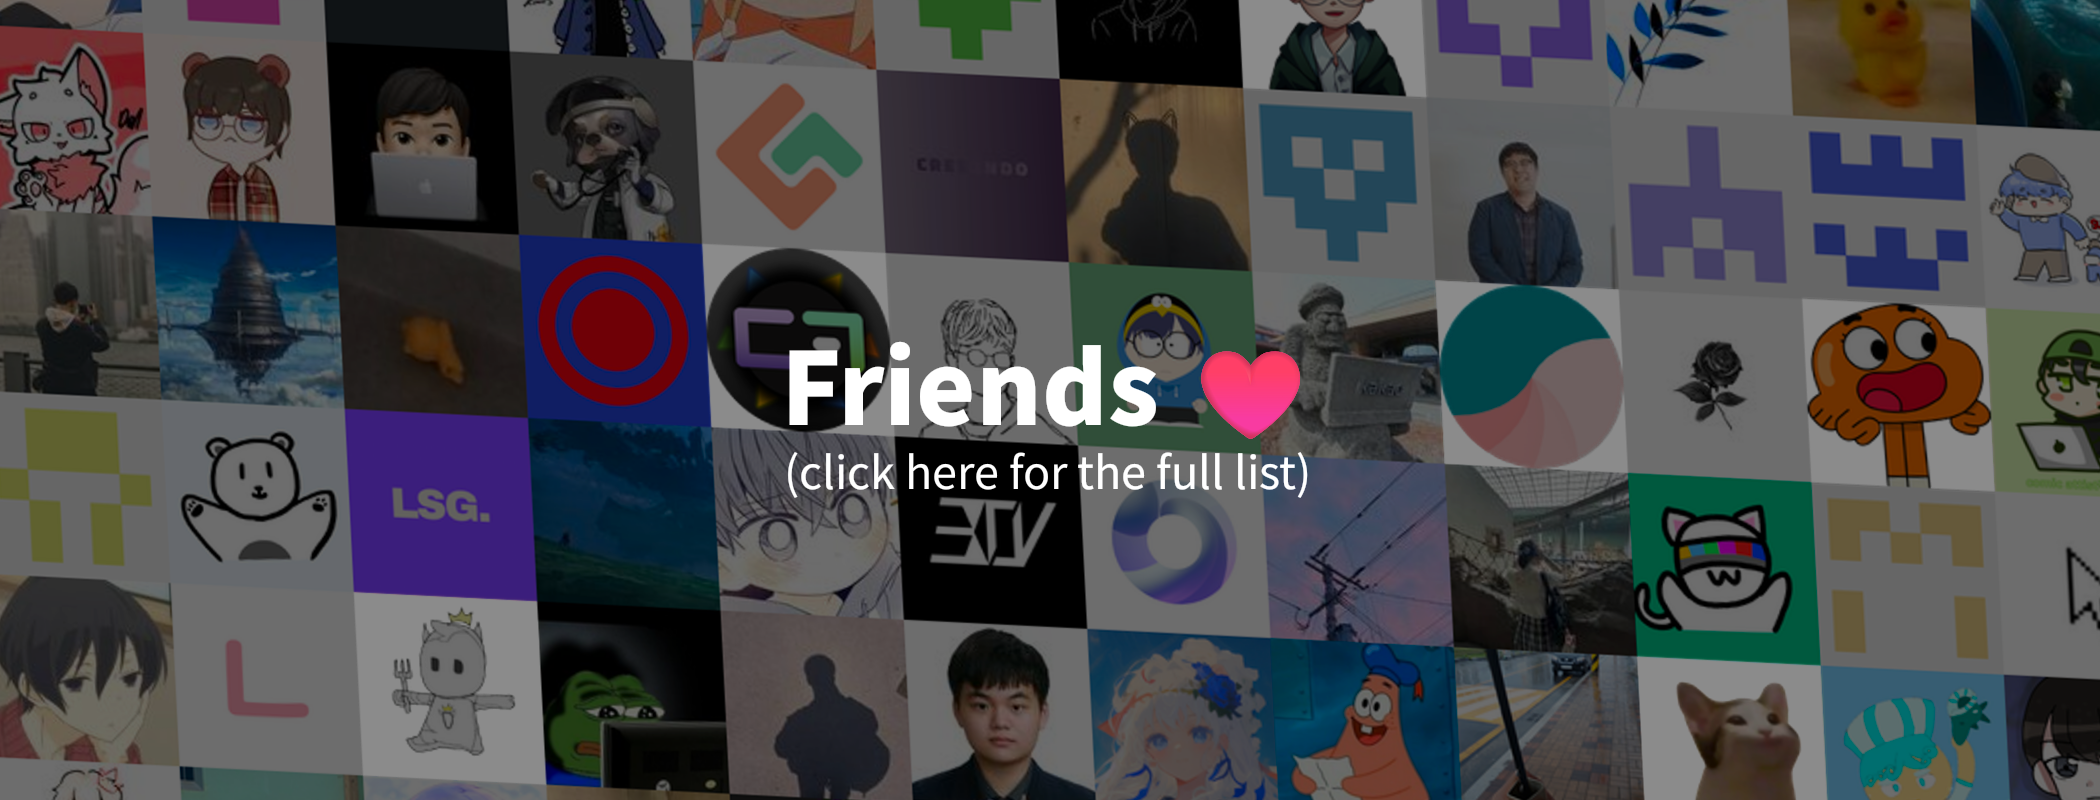 Friends ❤
(click here for the full list)
LSG.